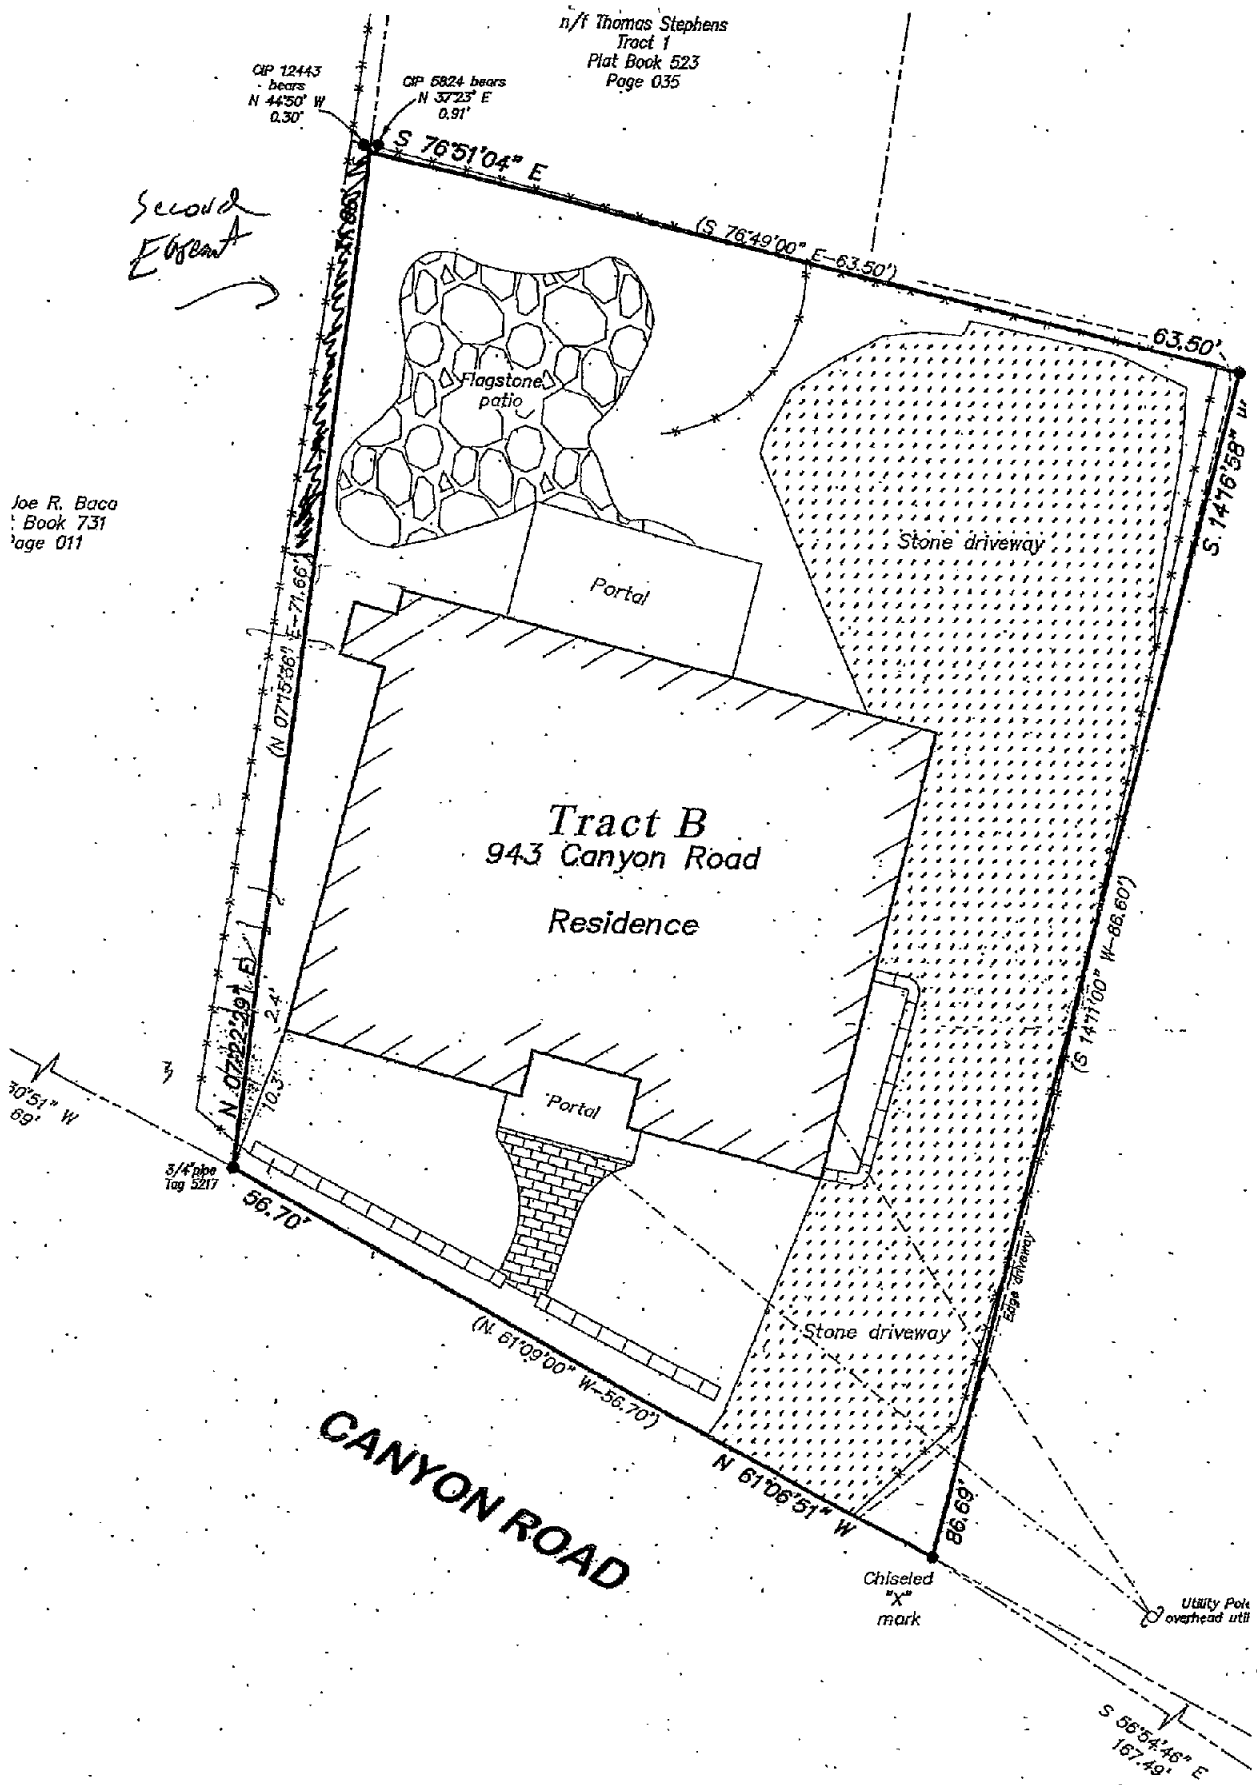 n/f Thomas Stephens
Tract 1
Plat Book 523
Page 035
CIP 12443
bears
N 44°50' W
0.30'
CIP 5824 bears
N 37°23' E
0.91'
S 76°51'04" E
(S 76°49'00" E-63.50')
63.50'
Second
Flagstone
patio
S 14°16'58" W
Joe R. Baca
Book 731
Page 011
Stone driveway
Portal
(N 07°15'36" E-71.66')
Tract B
943 Canyon Road
Residence
(S 14°11'00" W-86.60')
N 07°22'29" E
2.4'
10.3'
Portal
30'51" W
69'
3/4" pipe
Tag 5217
56.70'
Edge driveway
Stone driveway
(N 61°09'00" W-56.70')
CANYON ROAD
N 61°06'51" W
86.69'
Chiseled
"X"
mark
Utility Pole
overhead util
S 56°54'46" E
167.49'